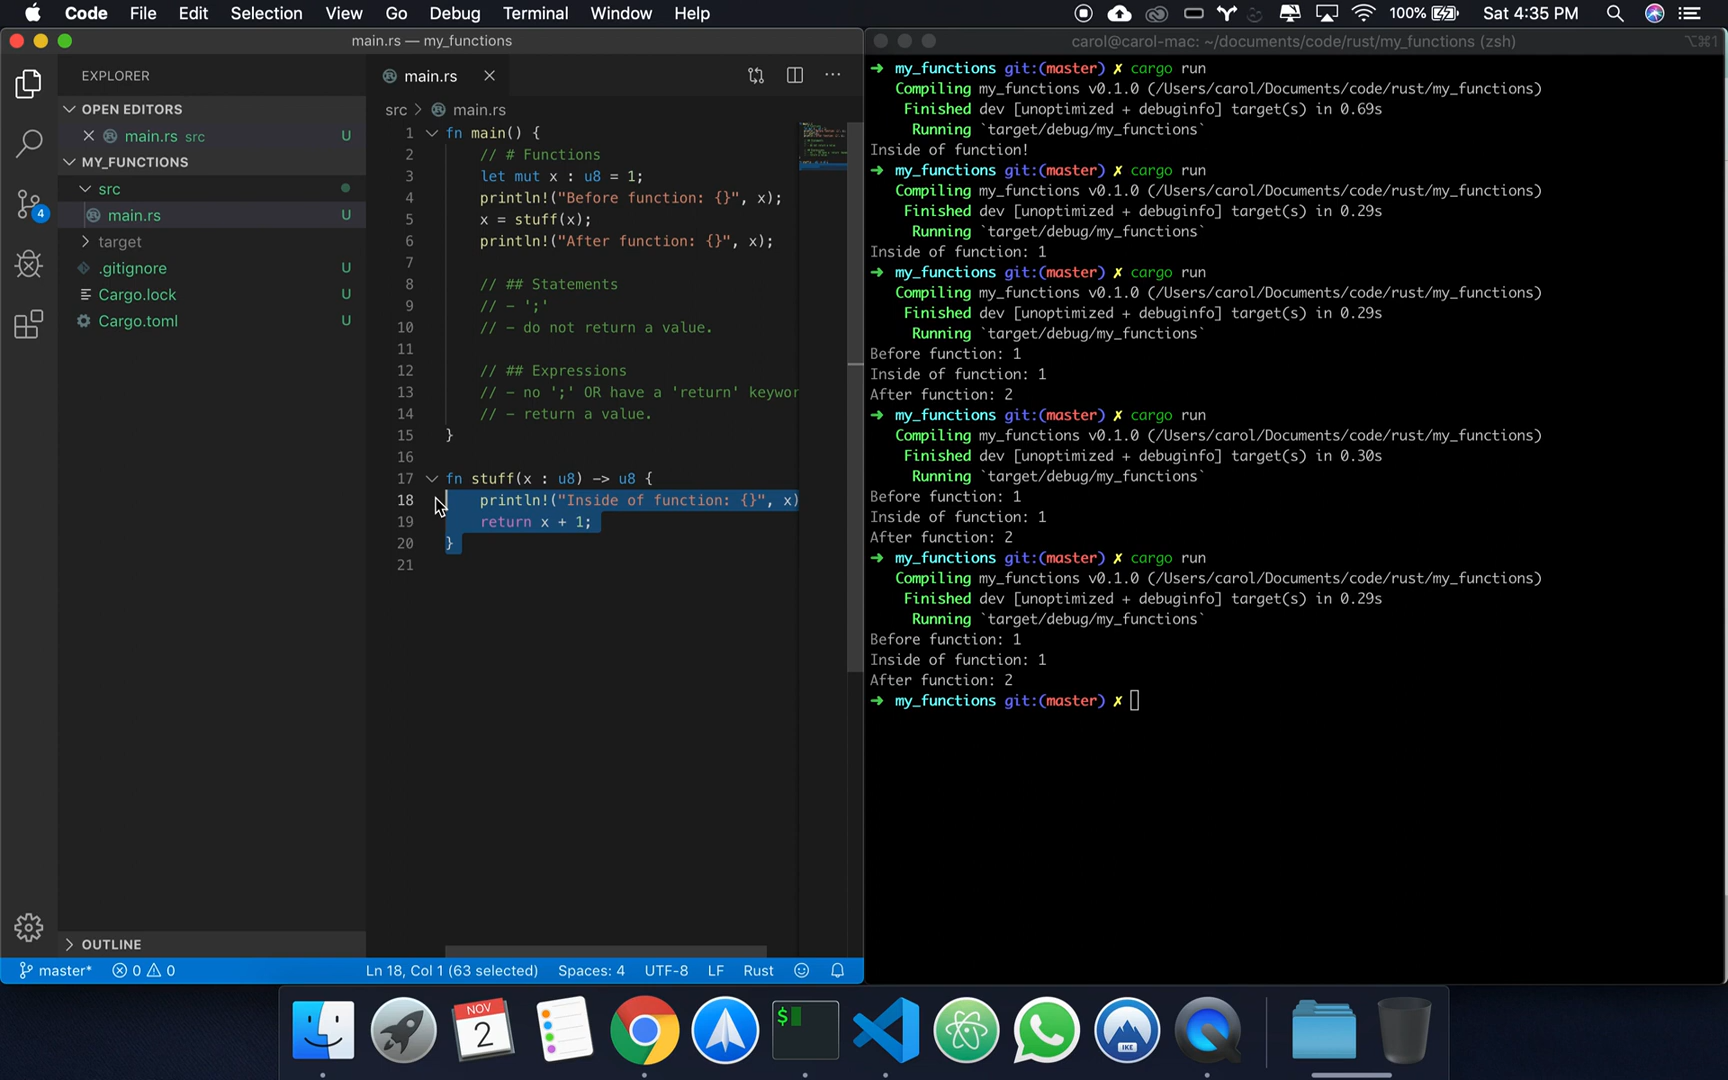 Code File Edit Selection View Go Debug Terminal Window Help 100% Sat 4:35 PM
main.rs — my_functions
EXPLORER
OPEN EDITORS
main.rs src U
MY_FUNCTIONS
src
main.rs U
target
.gitignore U
Cargo.lock U
Cargo.toml U
OUTLINE
4
main.rs
src > main.rs
1 fn main() {
2 // # Functions
3 let mut x : u8 = 1;
4 println!("Before function: {}", x);
5 x = stuff(x);
6 println!("After function: {}", x);
7
8 // ## Statements
9 // - ';'
10 // - do not return a value.
11
12 // ## Expressions
13 // - no ';' OR have a 'return' keywor
14 // - return a value.
15 }
16
17 fn stuff(x : u8) -> u8 {
18 println!("Inside of function: {}", x)
19 return x + 1;
20 }
21
master* 0 0 Ln 18, Col 1 (63 selected) Spaces: 4 UTF-8 LF Rust
carol@carol-mac: ~/documents/code/rust/my_functions (zsh) ⌥⌘1
➜ my_functions git:(master) ✗ cargo run
Compiling my_functions v0.1.0 (/Users/carol/Documents/code/rust/my_functions)
Finished dev [unoptimized + debuginfo] target(s) in 0.69s
Running `target/debug/my_functions`
Inside of function!
➜ my_functions git:(master) ✗ cargo run
Compiling my_functions v0.1.0 (/Users/carol/Documents/code/rust/my_functions)
Finished dev [unoptimized + debuginfo] target(s) in 0.29s
Running `target/debug/my_functions`
Inside of function: 1
➜ my_functions git:(master) ✗ cargo run
Compiling my_functions v0.1.0 (/Users/carol/Documents/code/rust/my_functions)
Finished dev [unoptimized + debuginfo] target(s) in 0.29s
Running `target/debug/my_functions`
Before function: 1
Inside of function: 1
After function: 2
➜ my_functions git:(master) ✗ cargo run
Compiling my_functions v0.1.0 (/Users/carol/Documents/code/rust/my_functions)
Finished dev [unoptimized + debuginfo] target(s) in 0.30s
Running `target/debug/my_functions`
Before function: 1
Inside of function: 1
After function: 2
➜ my_functions git:(master) ✗ cargo run
Compiling my_functions v0.1.0 (/Users/carol/Documents/code/rust/my_functions)
Finished dev [unoptimized + debuginfo] target(s) in 0.29s
Running `target/debug/my_functions`
Before function: 1
Inside of function: 1
After function: 2
➜ my_functions git:(master) ✗
NOV
2
$
IKE